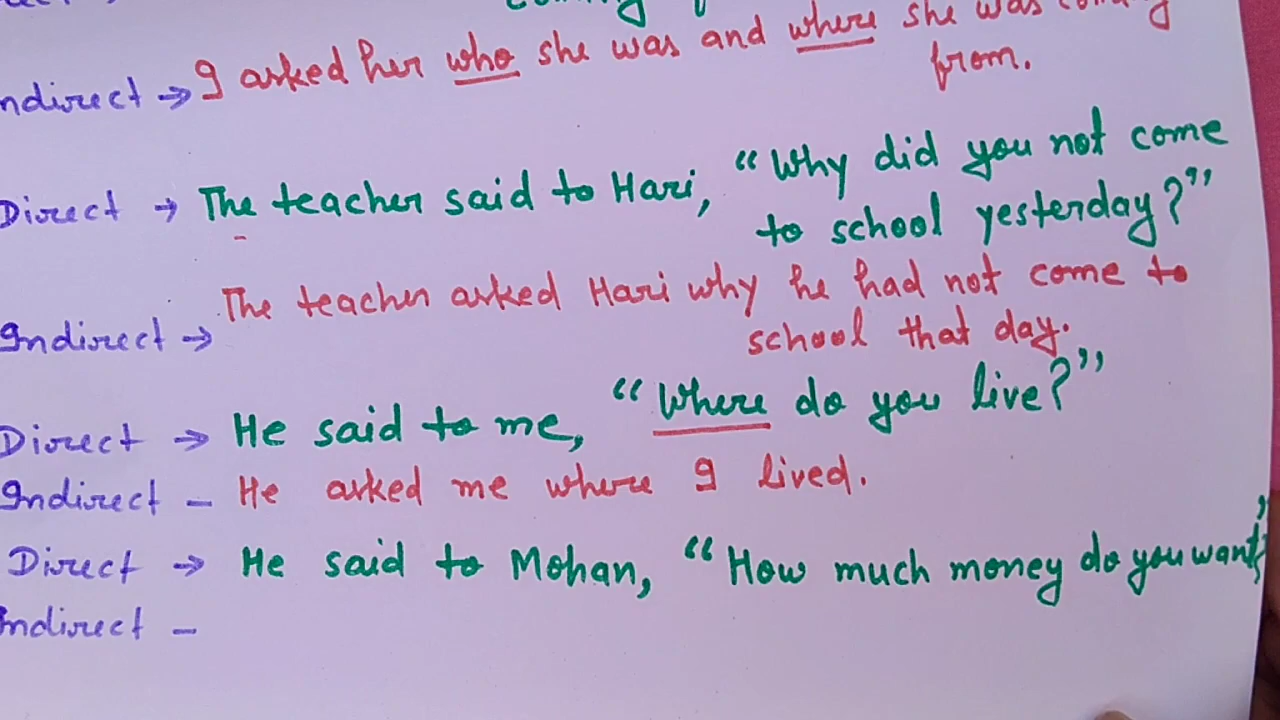 coming f
I asked her who she was and where she was coming
ndirect → from.
Direct → The teacher said to Hari, "Why did you not come
to school yesterday?"
The teacher asked Hari why he had not come to
Indirect → school that day.
Direct → He said to me, "Where do you live?"
Indirect - He asked me where I lived.
Direct → He said to Mohan, "How much money do you want?"
Indirect -